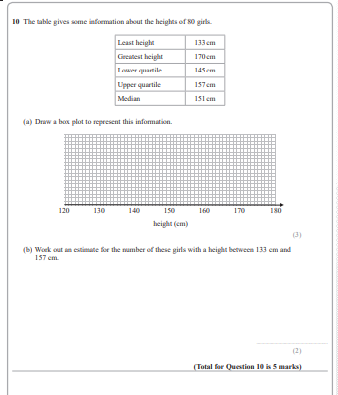 10 The table gives some information about the heights of 80 girls.
Least height 133 cm
Greatest height 170 cm
Lower quartile 145 cm
Upper quartile 157 cm
Median 151 cm
(a) Draw a box plot to represent this information.
120 130 140 150 160 170 180
height (cm)
(3)
(b) Work out an estimate for the number of these girls with a height between 133 cm and
157 cm.
(2)
(Total for Question 10 is 5 marks)